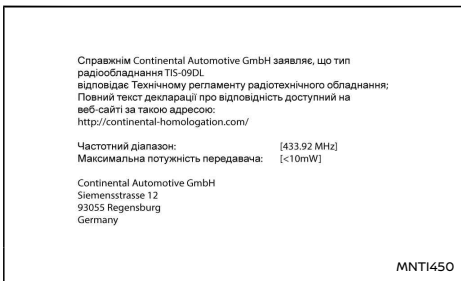 Справжнім Continental Automotive GmbH заявляє, що тип
радіообладнання TIS-09DL
відповідає Технічному регламенту радіотехнічного обладнання;
Повний текст декларації про відповідність доступний на
веб-сайті за такою адресою:
http://continental-homologation.com/
Частотний діапазон: [433.92 MHz]
Максимальна потужність передавача: [<10mW]
Continental Automotive GmbH
Siemensstrasse 12
93055 Regensburg
Germany
MNTI450